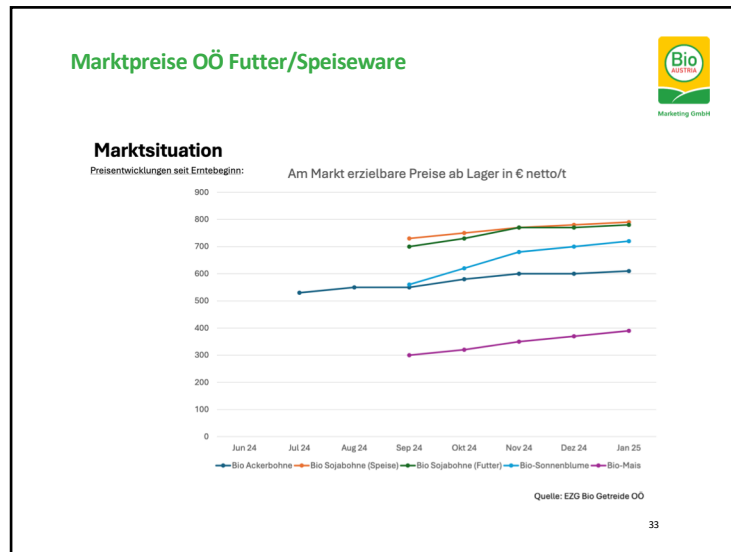 Marktpreise OÖ Futter/Speiseware
Bio
AUSTRIA
Marketing GmbH
Marktsituation
Preisentwicklungen seit Erntebeginn:
Am Markt erzielbare Preise ab Lager in € netto/t
900
800
700
600
500
400
300
200
100
0
Jun 24 Jul 24 Aug 24 Sep 24 Okt 24 Nov 24 Dez 24 Jan 25
Bio Ackerbohne Bio Sojabohne (Speise) Bio Sojabohne (Futter) Bio-Sonnenblume Bio-Mais
Quelle: EZG Bio Getreide OÖ
33